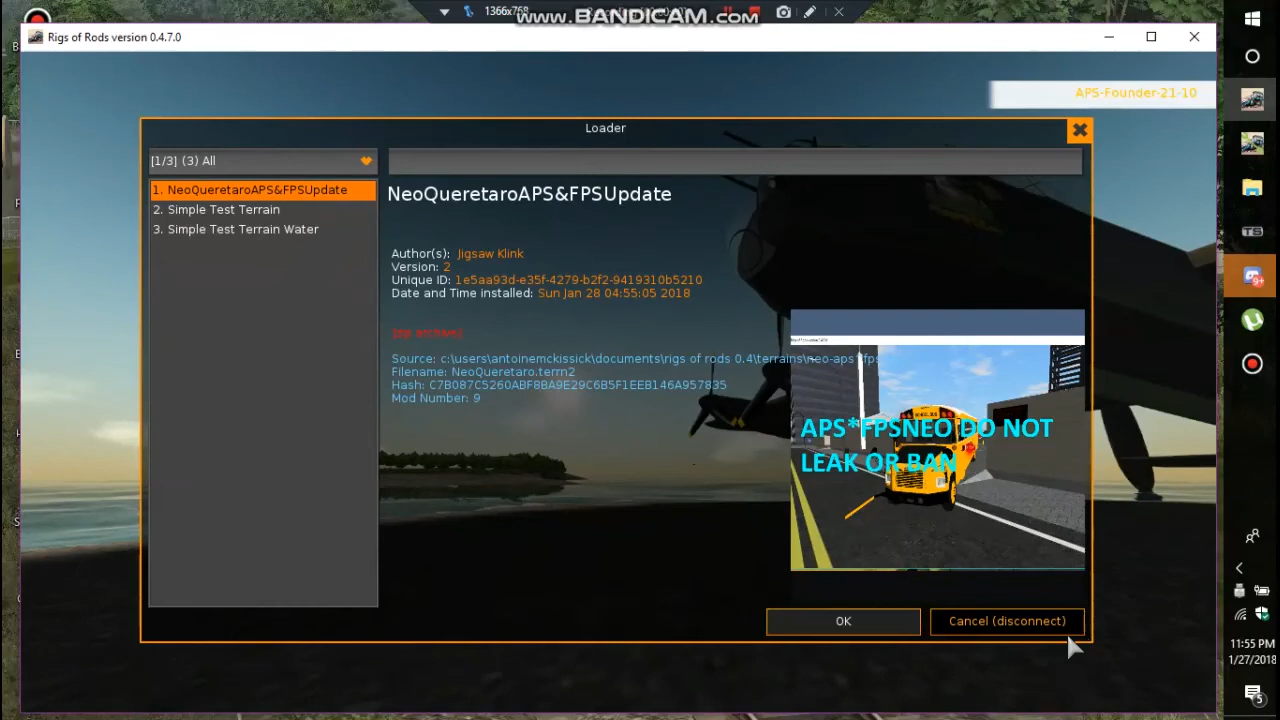 1366x768
www.BANDICAM.com
Rigs of Rods version 0.4.7.0
APS-Founder-21-10
Loader
[1/3] (3) All
1. NeoQueretaroAPS&FPSUpdate
2. Simple Test Terrain
3. Simple Test Terrain Water
NeoQueretaroAPS&FPSUpdate
Author(s): Jigsaw Klink
Version: 2
Unique ID: 1e5aa93d-e35f-4279-b2f2-9419310b5210
Date and Time installed: Sun Jan 28 04:55:05 2018
[zip archive]
Source: c:\users\antoinemckissick\documents\rigs of rods 0.4\terrains\neo-aps*fps
Filename: NeoQueretaro.terrn2
Hash: C7B087C5260ABF8BA9E29C6B5F1EEB146A957835
Mod Number: 9
APS*FPSNEO DO NOT
LEAK OR BAN
OK
Cancel (disconnect)
TS
9+
11:55 PM
1/27/2018
5